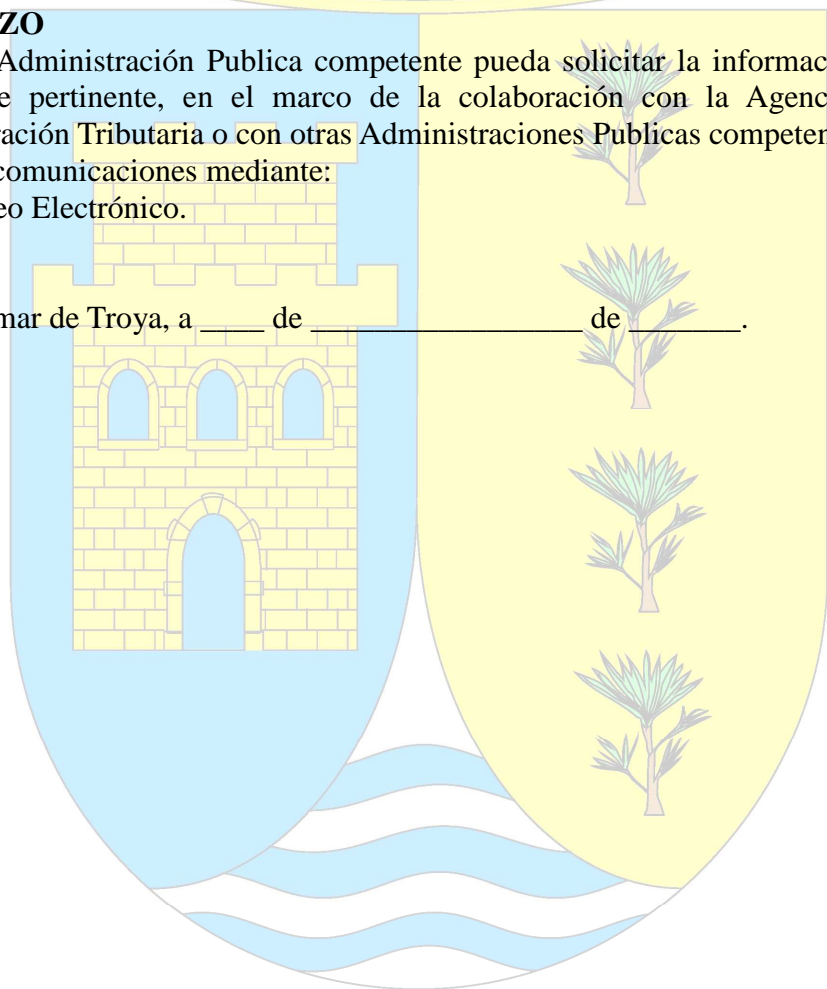 ZO
Administración Publica competente pueda solicitar la informac
e pertinente, en el marco de la colaboración con la Agenc
ración Tributaria o con otras Administraciones Publicas competen
comunicaciones mediante:
eo Electrónico.
mar de Troya, a ____ de _________________ de _______.